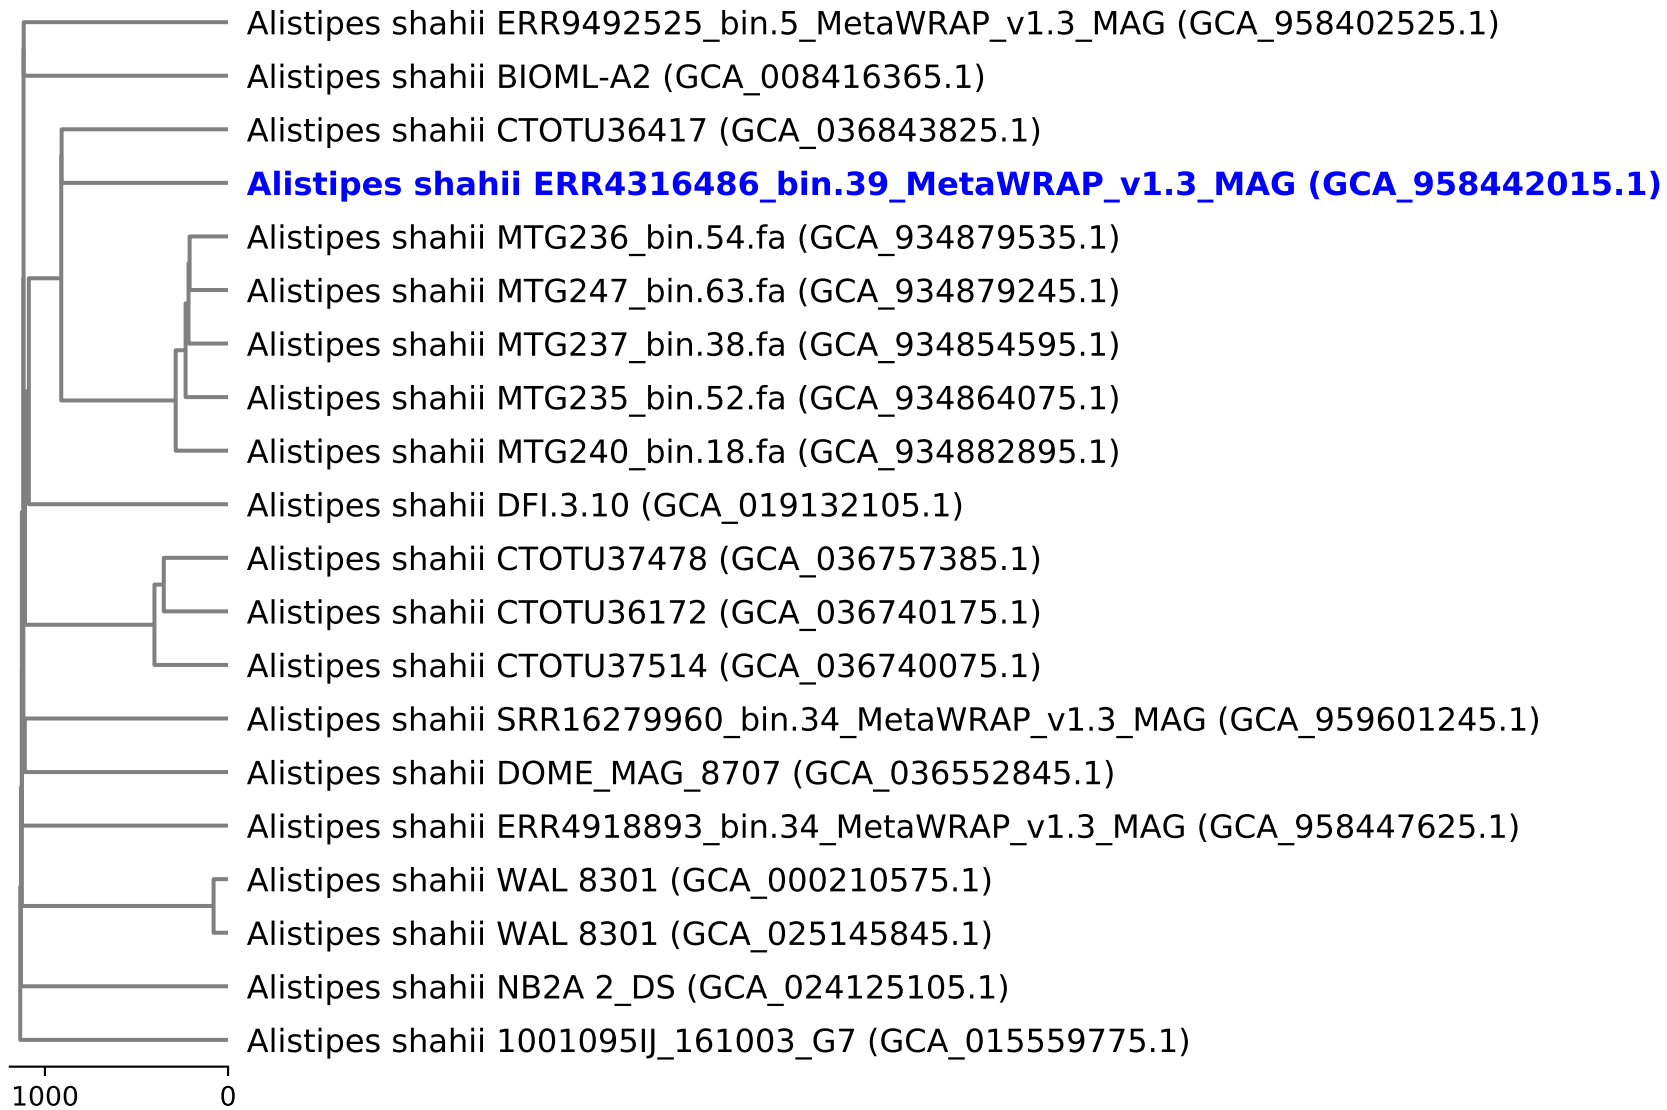 Alistipes shahii ERR9492525_bin.5_MetaWRAP_v1.3_MAG (GCA_958402525.1)
Alistipes shahii BIOML-A2 (GCA_008416365.1)
Alistipes shahii CTOTU36417 (GCA_036843825.1)
Alistipes shahii ERR4316486_bin.39_MetaWRAP_v1.3_MAG (GCA_958442015.1)
Alistipes shahii MTG236_bin.54.fa (GCA_934879535.1)
Alistipes shahii MTG247_bin.63.fa (GCA_934879245.1)
Alistipes shahii MTG237_bin.38.fa (GCA_934854595.1)
Alistipes shahii MTG235_bin.52.fa (GCA_934864075.1)
Alistipes shahii MTG240_bin.18.fa (GCA_934882895.1)
Alistipes shahii DFI.3.10 (GCA_019132105.1)
Alistipes shahii CTOTU37478 (GCA_036757385.1)
Alistipes shahii CTOTU36172 (GCA_036740175.1)
Alistipes shahii CTOTU37514 (GCA_036740075.1)
Alistipes shahii SRR16279960_bin.34_MetaWRAP_v1.3_MAG (GCA_959601245.1)
Alistipes shahii DOME_MAG_8707 (GCA_036552845.1)
Alistipes shahii ERR4918893_bin.34_MetaWRAP_v1.3_MAG (GCA_958447625.1)
Alistipes shahii WAL 8301 (GCA_000210575.1)
Alistipes shahii WAL 8301 (GCA_025145845.1)
Alistipes shahii NB2A 2_DS (GCA_024125105.1)
Alistipes shahii 1001095IJ_161003_G7 (GCA_015559775.1)
1000 0